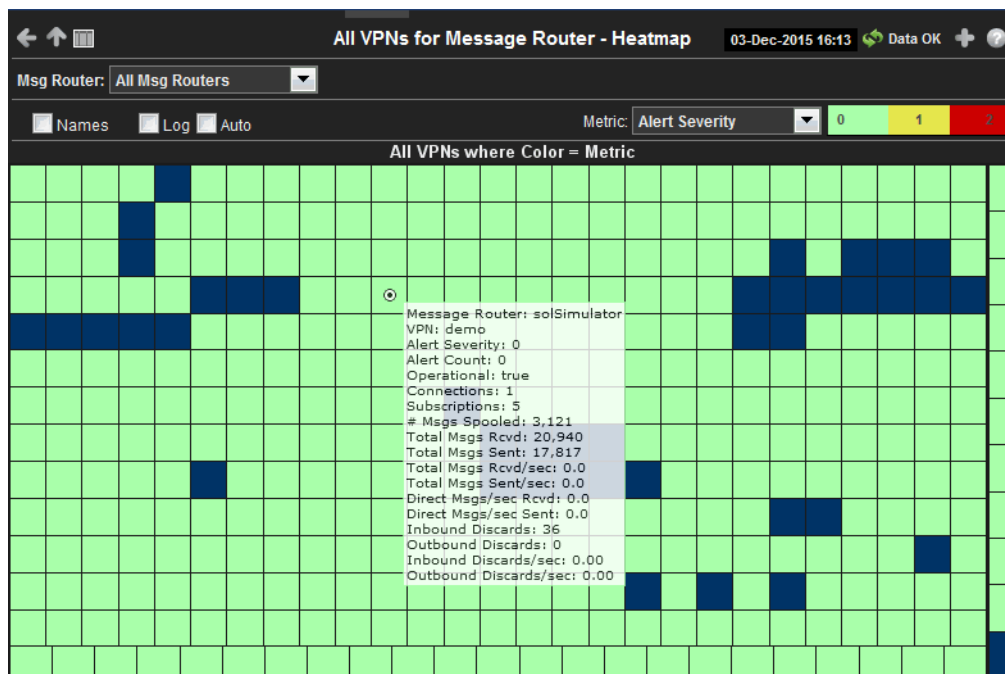 All VPNs for Message Router - Heatmap 03-Dec-2015 16:13 Data OK
Msg Router: All Msg Routers
Names Log Auto Metric: Alert Severity 0 1 2
All VPNs where Color = Metric
Message Router: solSimulator
VPN: demo
Alert Severity: 0
Alert Count: 0
Operational: true
Connections: 1
Subscriptions: 5
# Msgs Spooled: 3,121
Total Msgs Rcvd: 20,940
Total Msgs Sent: 17,817
Total Msgs Rcvd/sec: 0.0
Total Msgs Sent/sec: 0.0
Direct Msgs/sec Rcvd: 0.0
Direct Msgs/sec Sent: 0.0
Inbound Discards: 36
Outbound Discards: 0
Inbound Discards/sec: 0.00
Outbound Discards/sec: 0.00